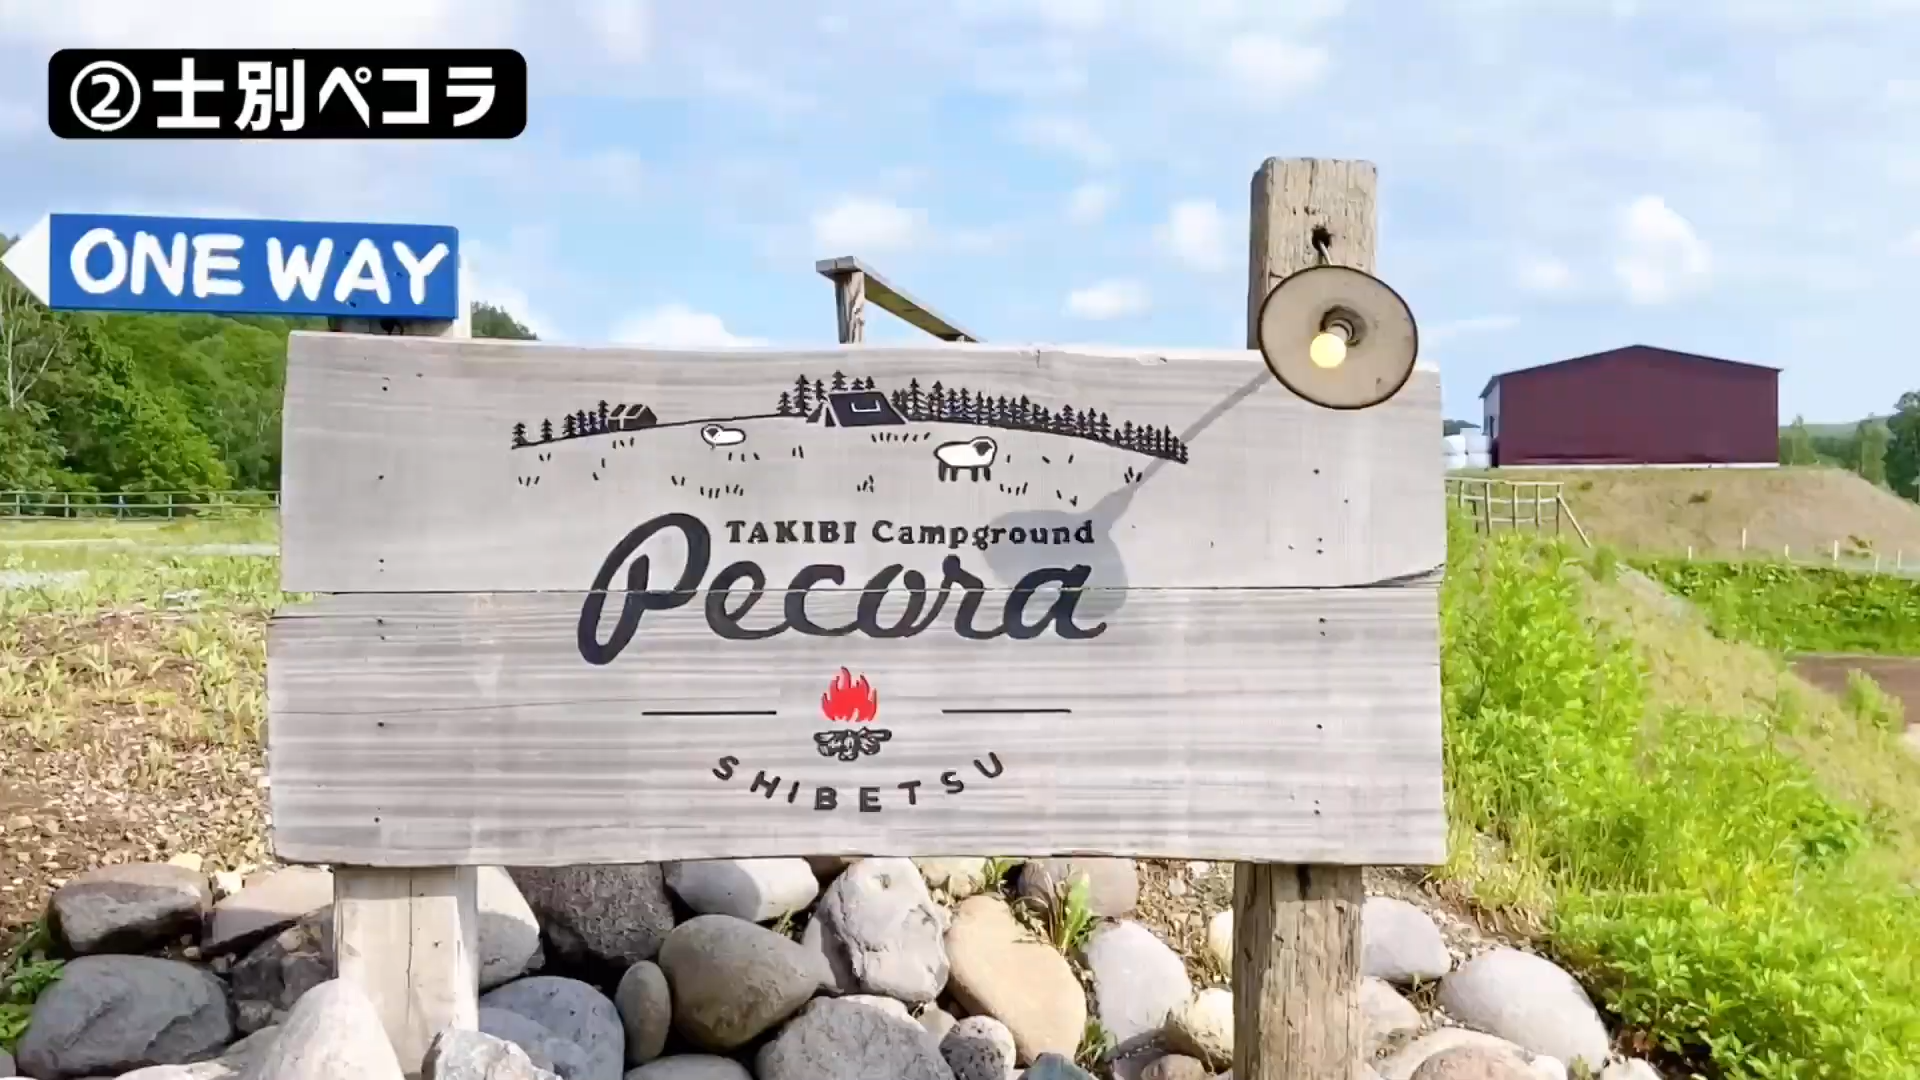 ②士別ペコラ
ONE WAY
TAKIBI Campground
Pecora
SHIBETSU